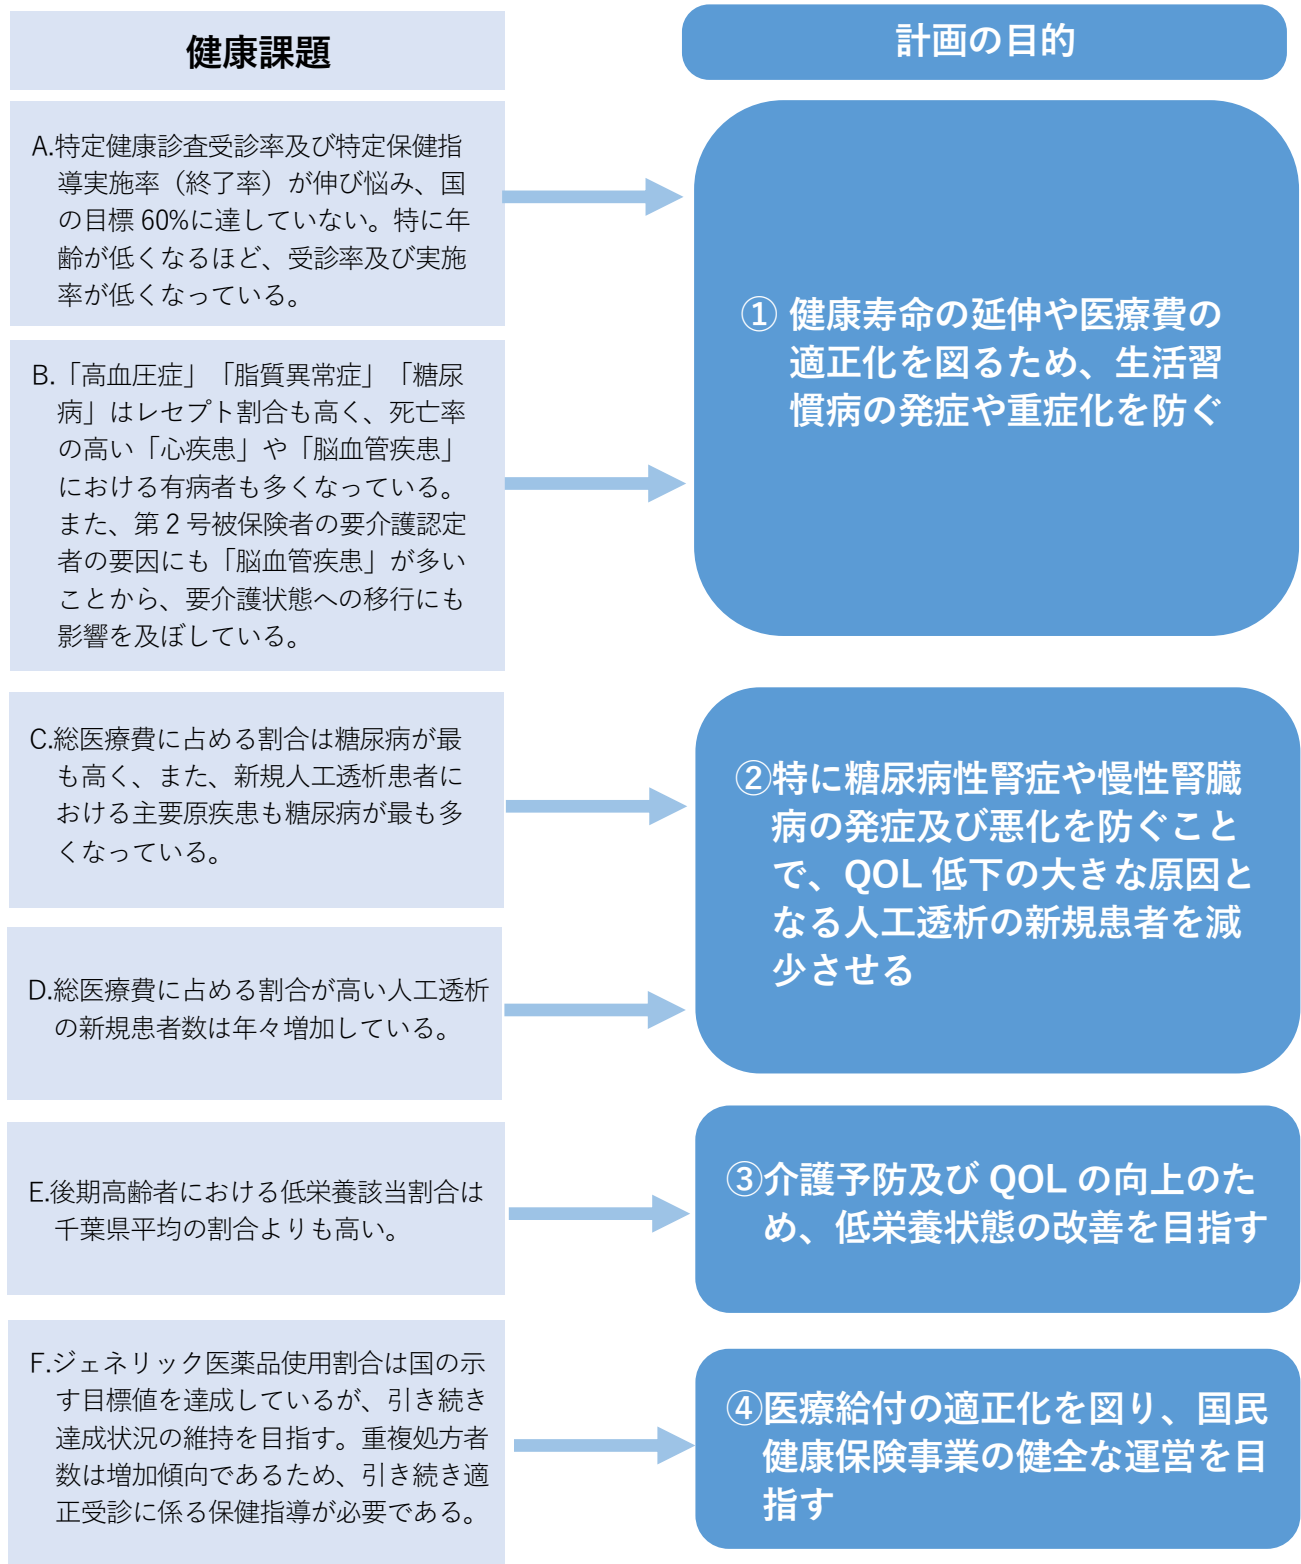 健康課題
計画の目的
A.特定健康診査受診率及び特定保健指
導実施率（終了率）が伸び悩み、国
の目標 60%に達していない。特に年
齢が低くなるほど、受診率及び実施
率が低くなっている。
B.「高血圧症」「脂質異常症」「糖尿
病」はレセプト割合も高く、死亡率
の高い「心疾患」や「脳血管疾患」
における有病者も多くなっている。
また、第２号被保険者の要介護認定
者の要因にも「脳血管疾患」が多い
ことから、要介護状態への移行にも
影響を及ぼしている。
① 健康寿命の延伸や医療費の
適正化を図るため、生活習
慣病の発症や重症化を防ぐ
C.総医療費に占める割合は糖尿病が最
も高く、また、新規人工透析患者に
おける主要原疾患も糖尿病が最も多
くなっている。
D.総医療費に占める割合が高い人工透析
の新規患者数は年々増加している。
②特に糖尿病性腎症や慢性腎臓
病の発症及び悪化を防ぐこと
で、QOL 低下の大きな原因と
なる人工透析の新規患者を減
少させる
E.後期高齢者における低栄養該当割合は
千葉県平均の割合よりも高い。
③介護予防及び QOL の向上のた
め、低栄養状態の改善を目指す
F.ジェネリック医薬品使用割合は国の示
す目標値を達成しているが、引き続き
達成状況の維持を目指す。重複処方者
数は増加傾向であるため、引き続き適
正受診に係る保健指導が必要である。
④医療給付の適正化を図り、国民
健康保険事業の健全な運営を目
指す